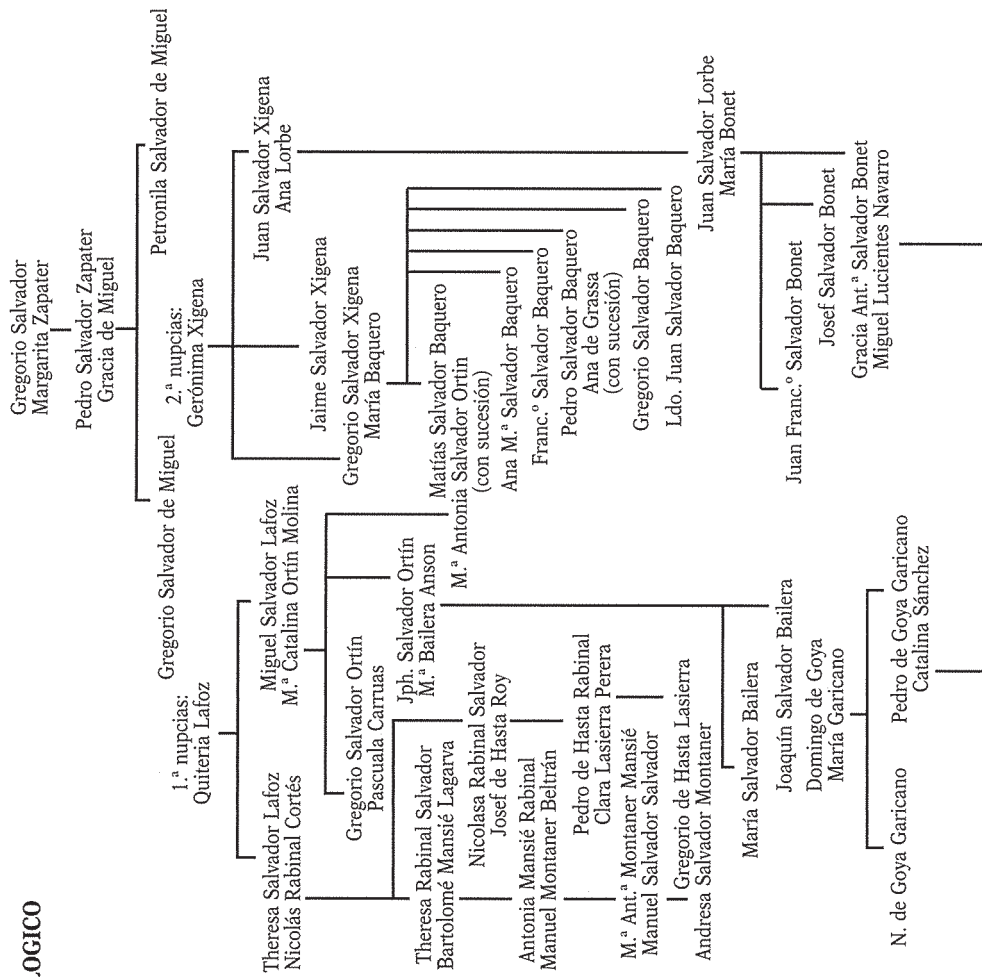 LOGICO
Gregorio Salvador
Margarita Zapater
Pedro Salvador Zapater
Gracia de Miguel
Gregorio Salvador de Miguel
Petronila Salvador de Miguel
1.ª nupcias:
Quiteria Lafoz
2.ª nupcias:
Gerónima Xigena
Theresa Salvador Lafoz
Nicolás Rabinal Cortés
Miguel Salvador Lafoz
M.ª Catalina Ortín Molina
Jaime Salvador Xigena
Juan Salvador Xigena
Ana Lorbe
Gregorio Salvador Xigena
María Baquero
Gregorio Salvador Ortín
Pascuala Carruas
Jph. Salvador Ortín
M.ª Bailera Anson
M.ª Antonia Salvador Ortín
Matías Salvador Baquero
(con sucesión)
Ana M.ª Salvador Baquero
Franc.º Salvador Baquero
Pedro Salvador Baquero
Ana de Grassa
(con sucesión)
Gregorio Salvador Baquero
Ldo. Juan Salvador Baquero
Theresa Rabinal Salvador
Bartolomé Mansié Lagarva
Nicolasa Rabinal Salvador
Josef de Hasta Roy
Antonia Mansié Rabinal
Manuel Montaner Beltrán
Pedro de Hasta Rabinal
Clara Lasierra Perera
M.ª Ant.ª Montaner Mansié
Manuel Salvador Salvador
Gregorio de Hasta Lasierra
Andresa Salvador Montaner
María Salvador Bailera
Joaquín Salvador Bailera
Juan Salvador Lorbe
María Bonet
Juan Franc.º Salvador Bonet
Josef Salvador Bonet
Gracia Ant.ª Salvador Bonet
Miguel Lucientes Navarro
Domingo de Goya
María Garicano
N. de Goya Garicano
Pedro de Goya Garicano
Catalina Sánchez